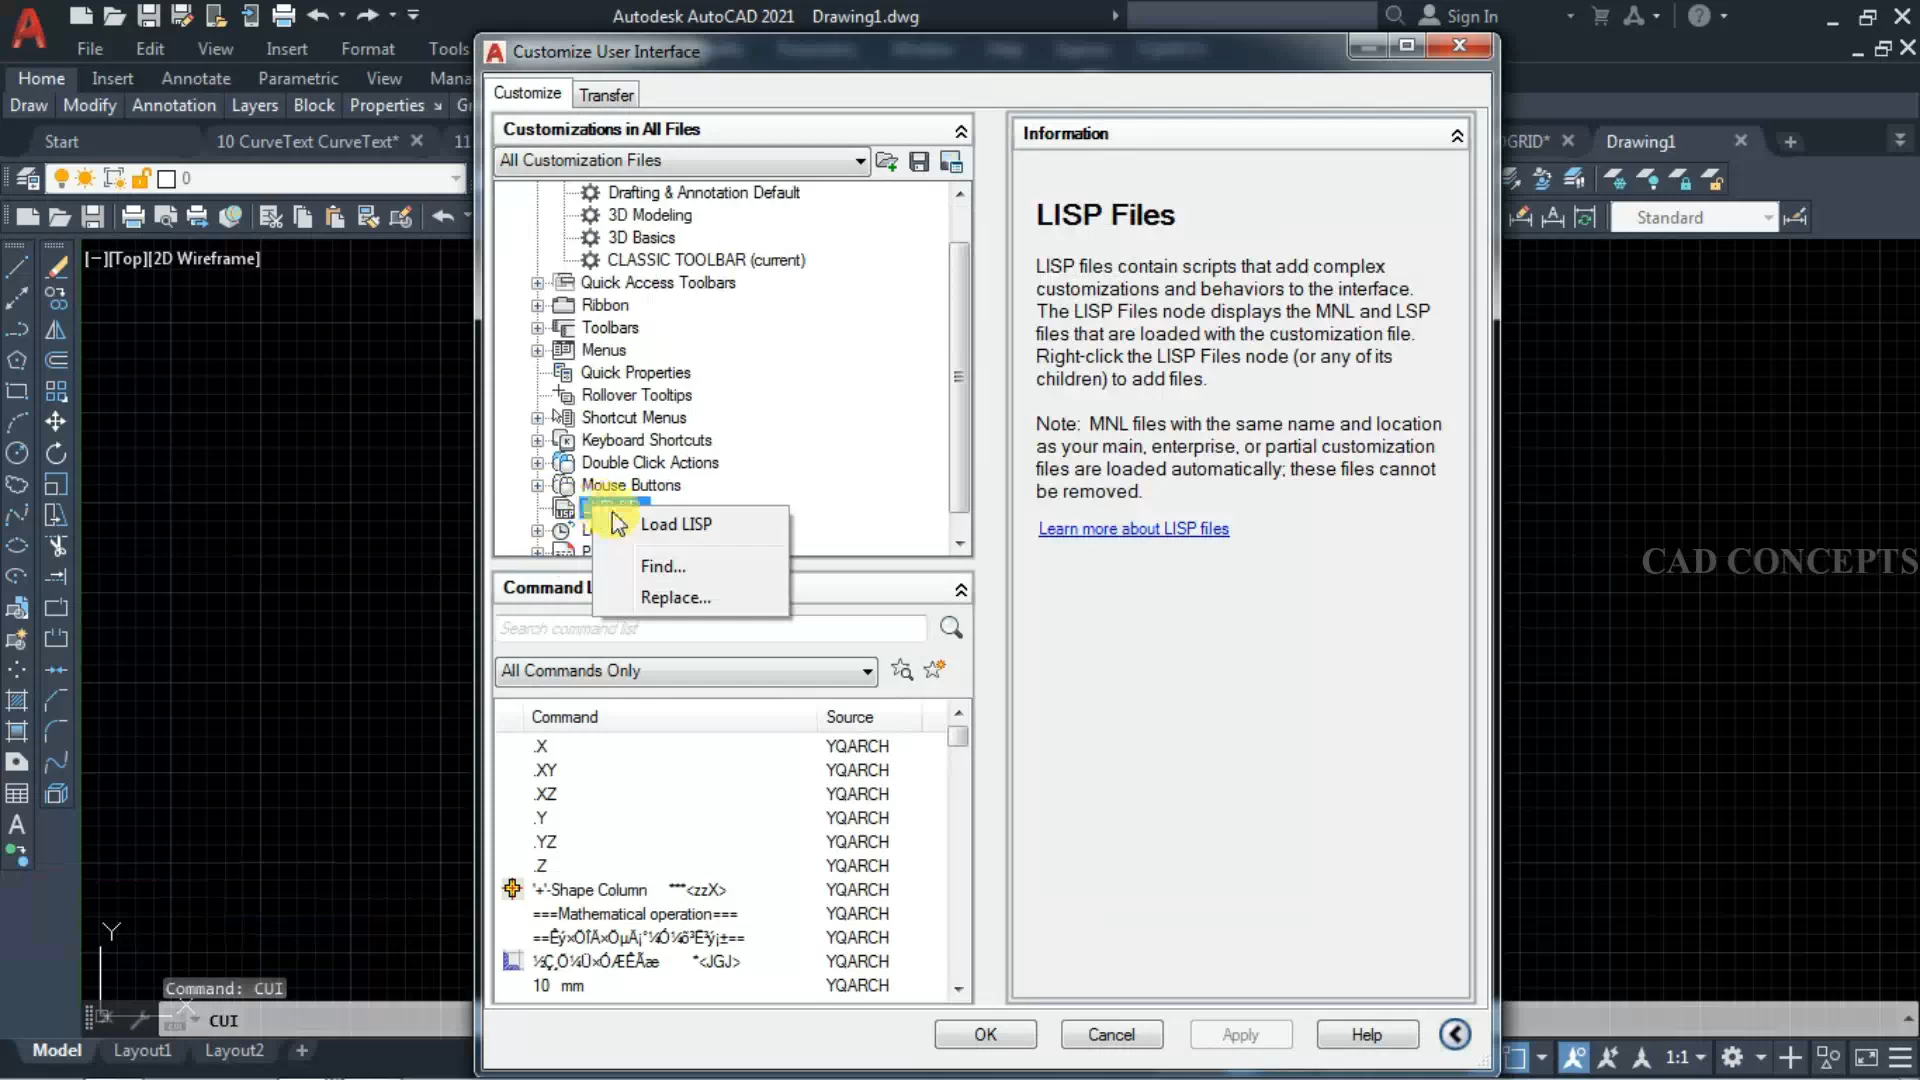 Autodesk AutoCAD 2021 Drawing1.dwg
Sign In
File Edit View Insert Format Tools
Customize User Interface
Home Insert Annotate Parametric View Mana
Customize Transfer
Draw Modify Annotation Layers Block Properties
Customizations in All Files
Information
Start 10 CurveText CurveText* 11
GRID* Drawing1
All Customization Files
0
Drafting & Annotation Default
3D Modeling
3D Basics
CLASSIC TOOLBAR (current)
Quick Access Toolbars
Ribbon
Toolbars
Menus
Quick Properties
Rollover Tooltips
Shortcut Menus
Keyboard Shortcuts
Double Click Actions
Mouse Buttons
Standard
[−][Top][2D Wireframe]
LISP Files
LISP files contain scripts that add complex
customizations and behaviors to the interface.
The LISP Files node displays the MNL and LSP
files that are loaded with the customization file.
Right-click the LISP Files node (or any of its
children) to add files.
Note: MNL files with the same name and location
as your main, enterprise, or partial customization
files are loaded automatically; these files cannot
be removed.
Learn more about LISP files
Load LISP
Find...
Replace...
CAD CONCEPTS
Command L
Search command list
All Commands Only
Command Source
.X YQARCH
.XY YQARCH
.XZ YQARCH
.Y YQARCH
.YZ YQARCH
.Z YQARCH
'+'-Shape Column ***<zzX> YQARCH
===Mathematical operation=== YQARCH
YQARCH
*<JGJ> YQARCH
10 mm YQARCH
Y
X
Command: CUI
CUI
OK Cancel Apply Help
Model Layout1 Layout2 +
1:1